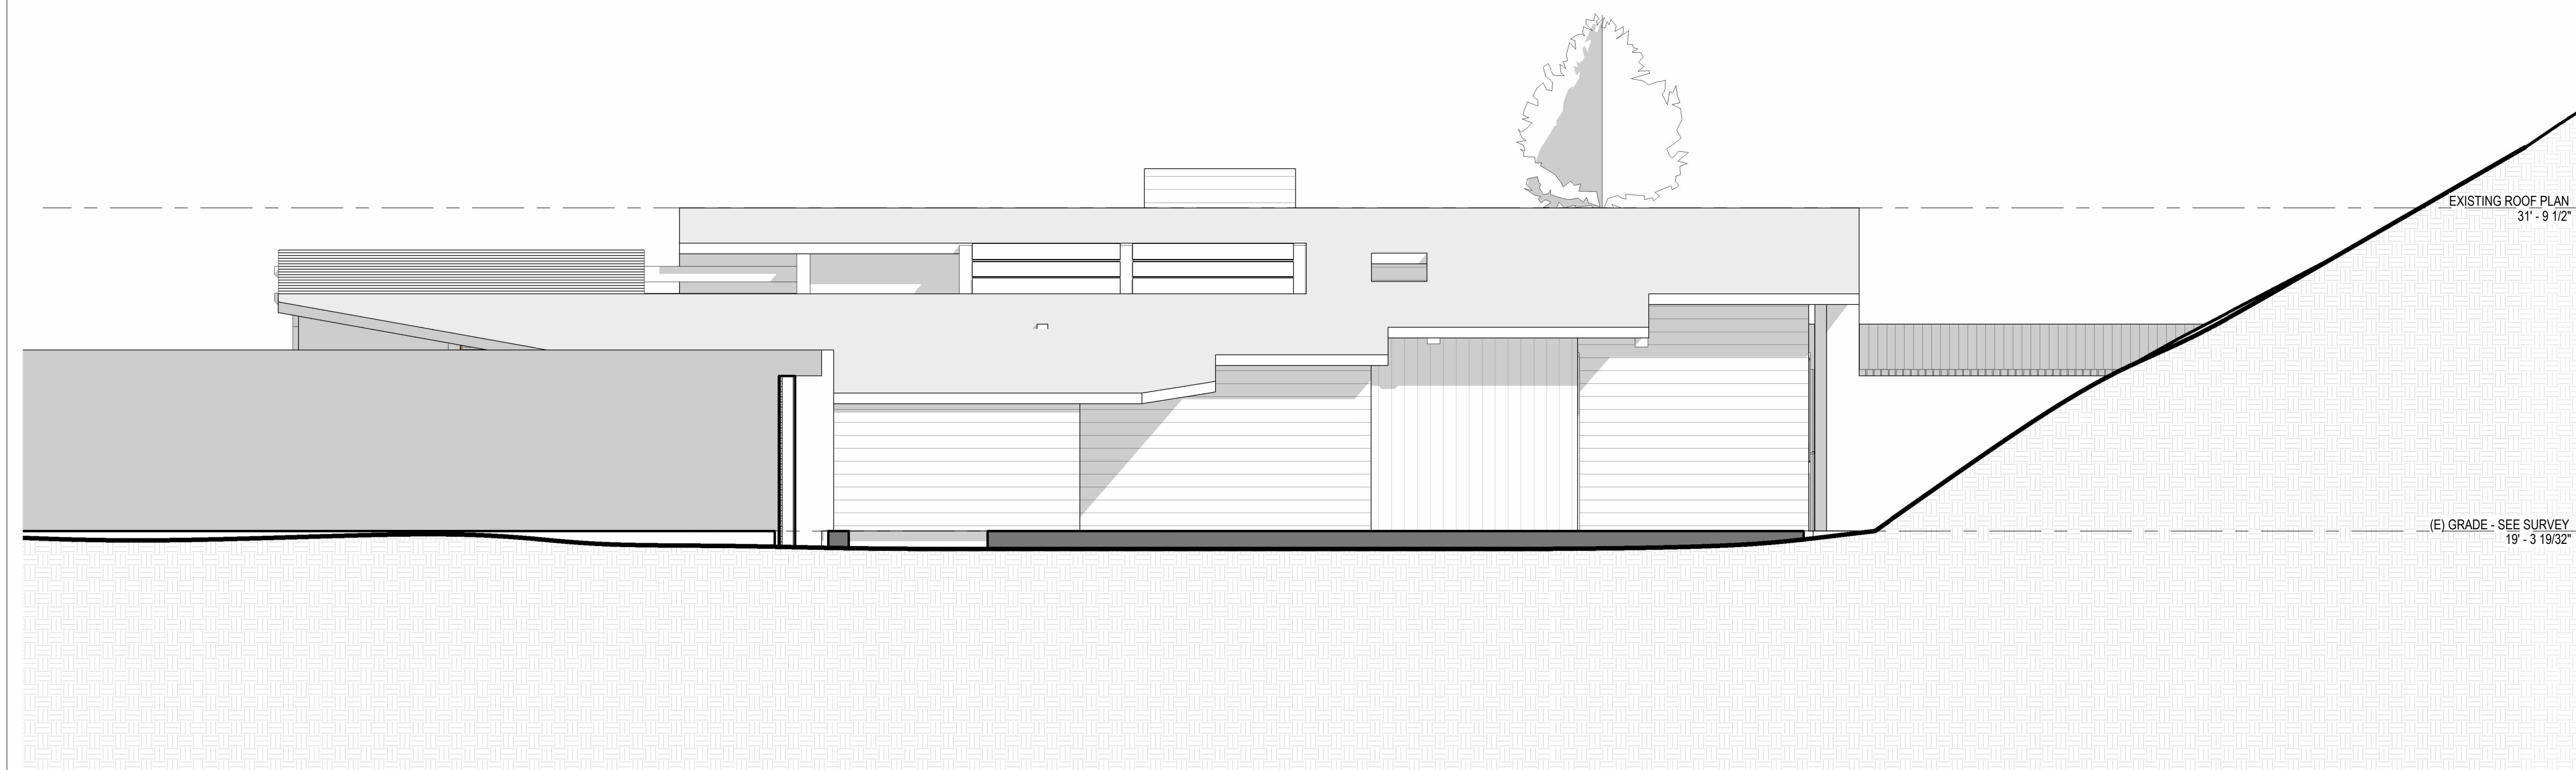 EXISTING ROOF PLAN
31' - 9 1/2"
(E) GRADE - SEE SURVEY
19' - 3 19/32"